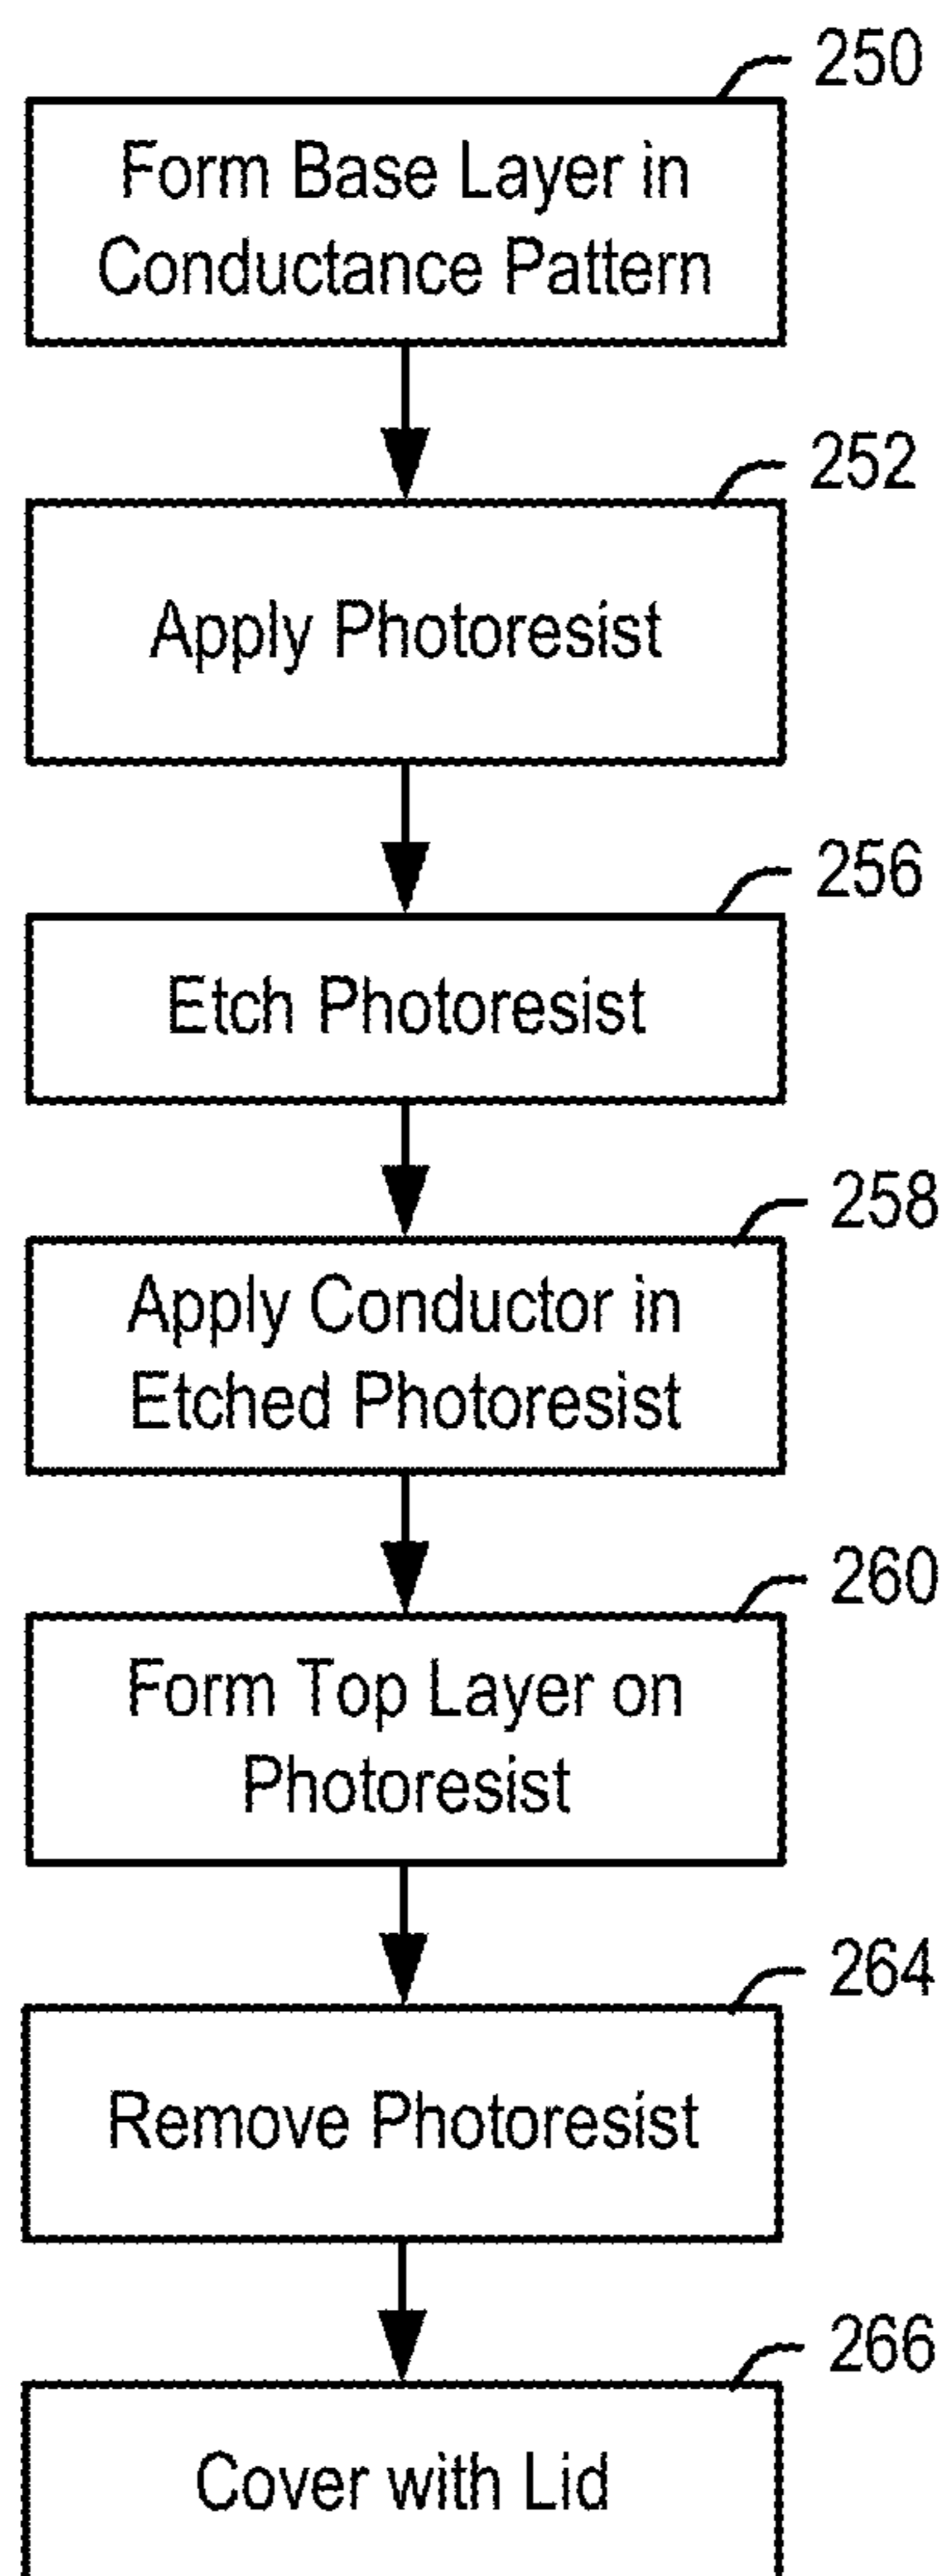 250
Form Base Layer in
Conductance Pattern
252
Apply Photoresist
256
Etch Photoresist
258
Apply Conductor in
Etched Photoresist
260
Form Top Layer on
Photoresist
264
Remove Photoresist
266
Cover with Lid